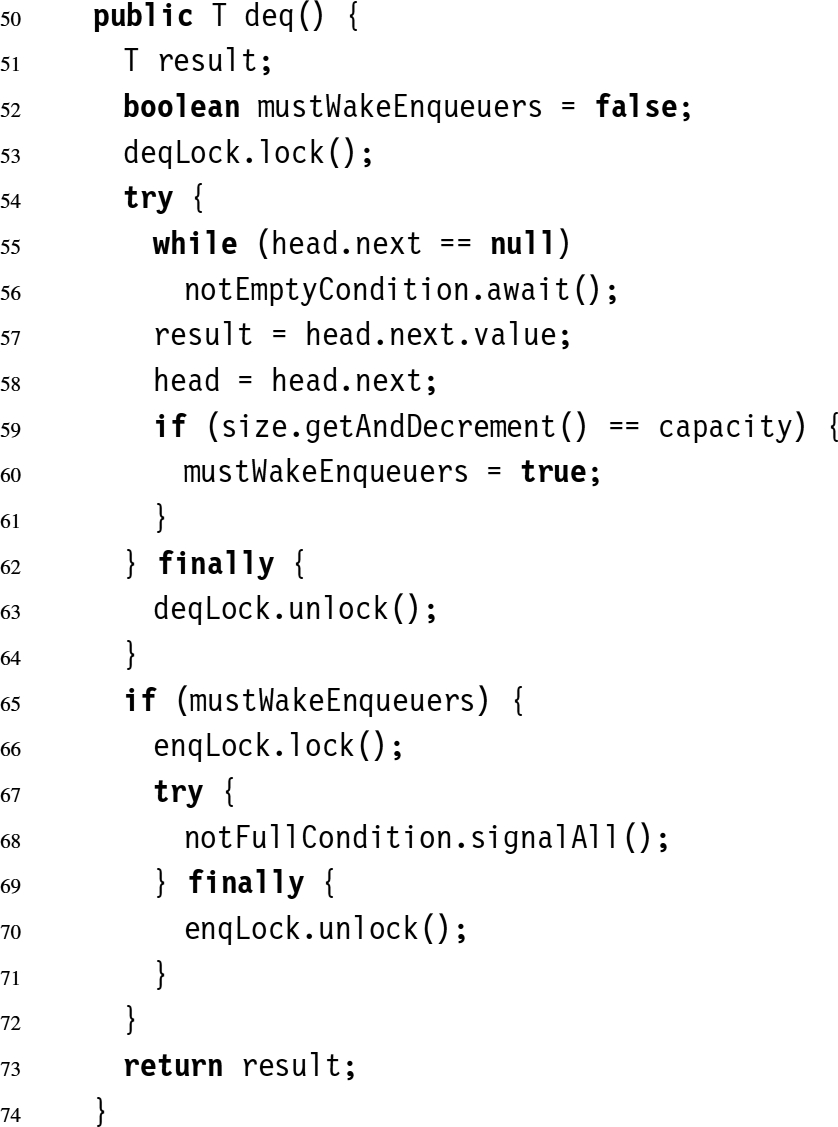 50 public T deq() {
51 T result;
52 boolean mustWakeEnqueuers = false;
53 deqLock.lock();
54 try {
55 while (head.next == null)
56 notEmptyCondition.await();
57 result = head.next.value;
58 head = head.next;
59 if (size.getAndDecrement() == capacity) {
60 mustWakeEnqueuers = true;
61 }
62 } finally {
63 deqLock.unlock();
64 }
65 if (mustWakeEnqueuers) {
66 enqLock.lock();
67 try {
68 notFullCondition.signalAll();
69 } finally {
70 enqLock.unlock();
71 }
72 }
73 return result;
74 }